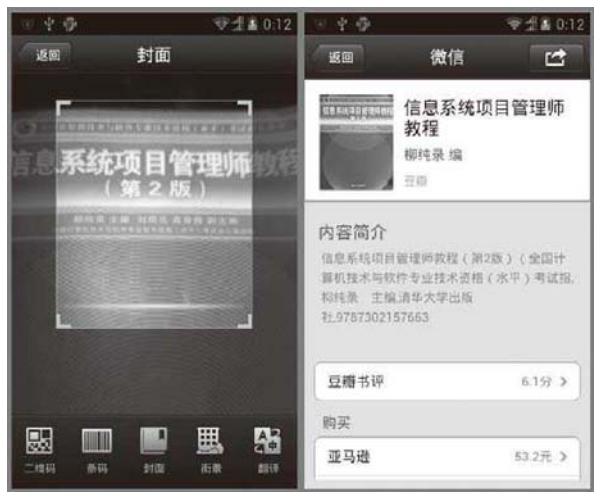 0:12
返回
封面
信息系统项目管理师教程
（第2版）
二维码
条码
封面
街景
翻译
0:12
返回
微信
信息系统项目管理师
教程
柳纯录 编
豆瓣
内容简介
信息系统项目管理师教程（第2版）（全国计
算机技术与软件专业技术资格（水平）考试指,
柳纯录 主编,清华大学出版
社,9787302157663
豆瓣书评
6.1分
购买
亚马逊
53.2元